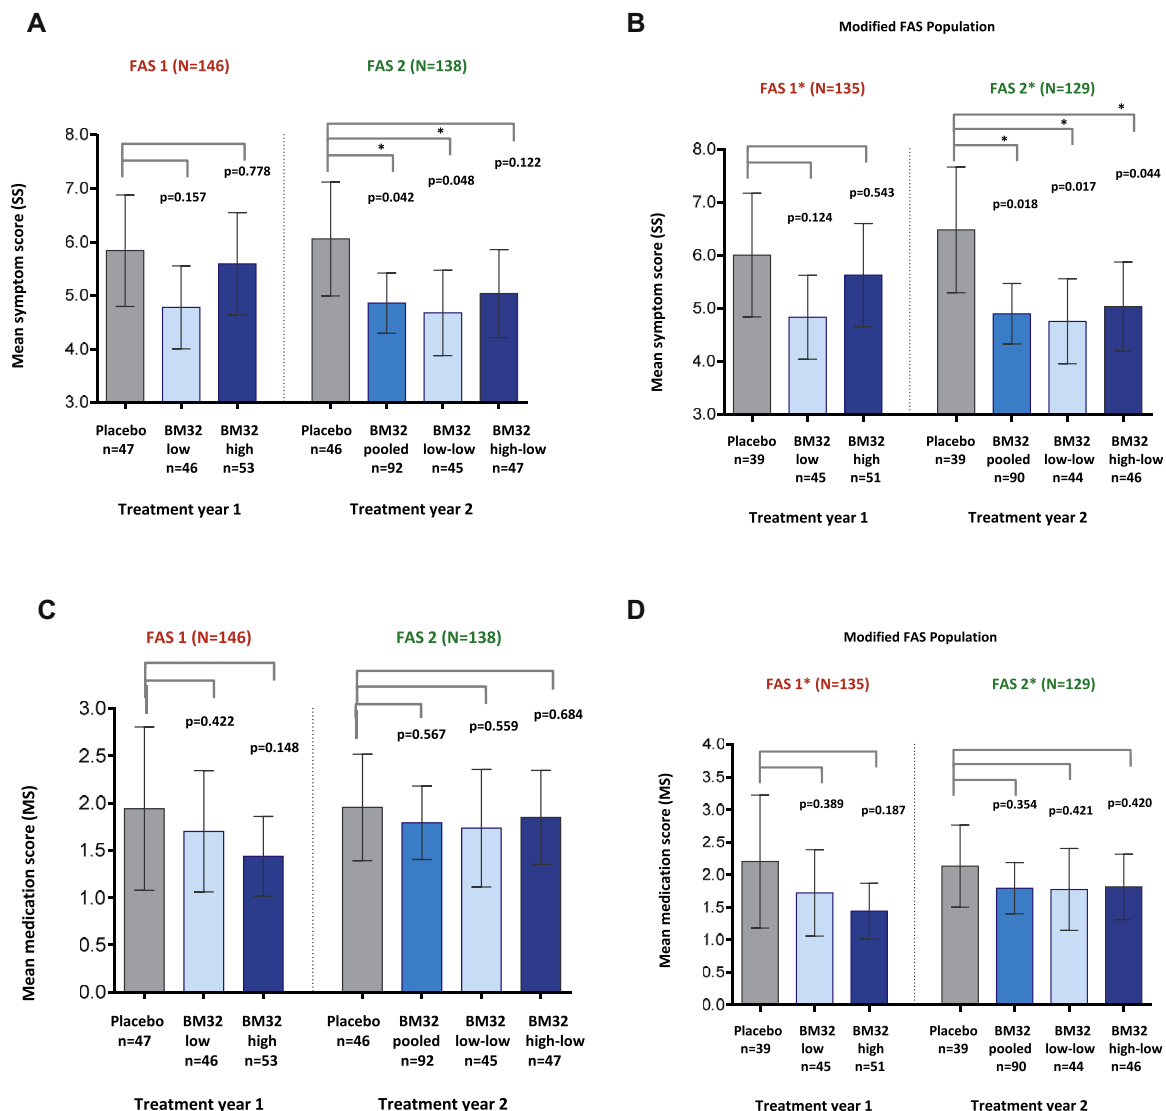 A
FAS 1 (N=146)
FAS 2 (N=138)
Mean symptom score (SS)
8.0
7.0
6.0
5.0
4.0
3.0
p=0.157
p=0.778
*
*
p=0.042
p=0.048
p=0.122
Placebo
n=47
BM32
low
n=46
BM32
high
n=53
Placebo
n=46
BM32
pooled
n=92
BM32
low-low
n=45
BM32
high-low
n=47
Treatment year 1
Treatment year 2
B
Modified FAS Population
FAS 1* (N=135)
FAS 2* (N=129)
Mean symptom score (SS)
8.0
7.0
6.0
5.0
4.0
3.0
p=0.124
p=0.543
*
*
*
p=0.018
p=0.017
p=0.044
Placebo
n=39
BM32
low
n=45
BM32
high
n=51
Placebo
n=39
BM32
pooled
n=90
BM32
low-low
n=44
BM32
high-low
n=46
Treatment year 1
Treatment year 2
C
FAS 1 (N=146)
FAS 2 (N=138)
Mean medication score (MS)
3.0
2.5
2.0
1.5
1.0
0.5
0.0
p=0.422
p=0.148
p=0.567
p=0.559
p=0.684
Placebo
n=47
BM32
low
n=46
BM32
high
n=53
Placebo
n=46
BM32
pooled
n=92
BM32
low-low
n=45
BM32
high-low
n=47
Treatment year 1
Treatment year 2
D
Modified FAS Population
FAS 1* (N=135)
FAS 2* (N=129)
Mean medication score (MS)
4.0
3.5
3.0
2.5
2.0
1.5
1.0
0.5
0.0
p=0.389
p=0.187
p=0.354
p=0.421
p=0.420
Placebo
n=39
BM32
low
n=45
BM32
high
n=51
Placebo
n=39
BM32
pooled
n=90
BM32
low-low
n=44
BM32
high-low
n=46
Treatment year 1
Treatment year 2